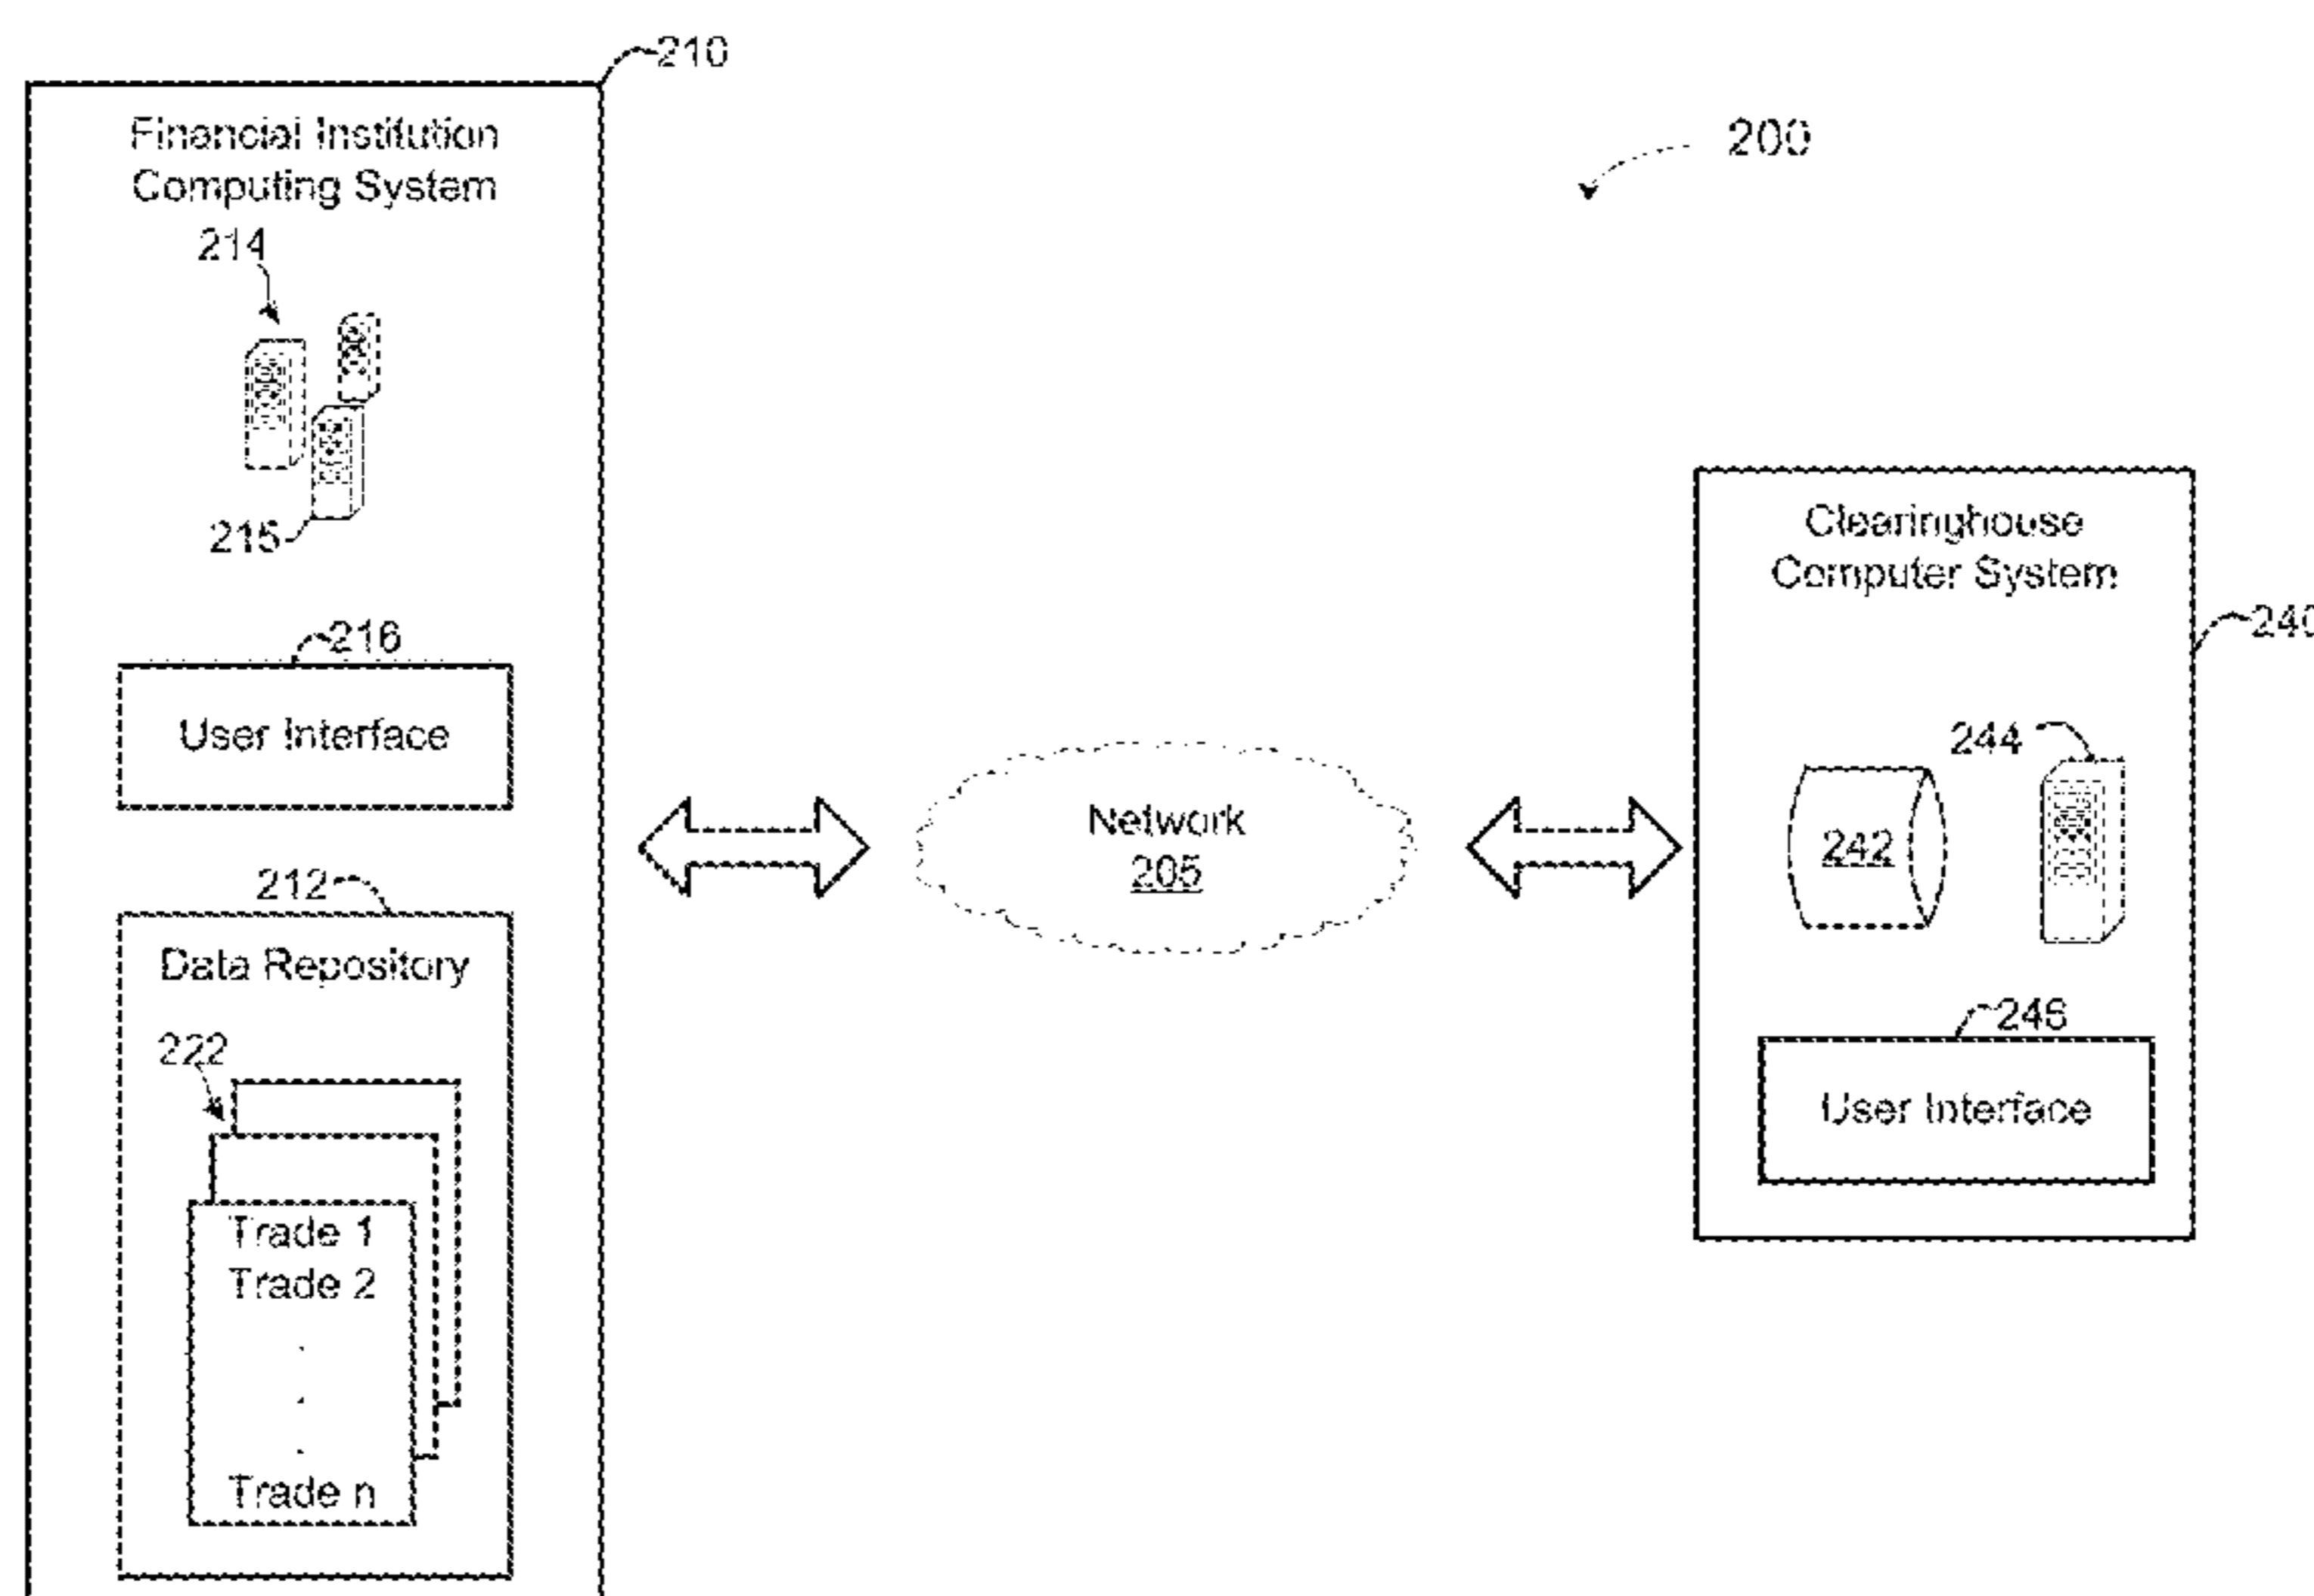 210
Financial Institution
Computing System
200
214
215
Clearinghouse
Computer System
240
216
User Interface
244
Network
205
242
212
Data Repository
246
222
User Interface
Trade 1
Trade 2
.
.
.
Trade n